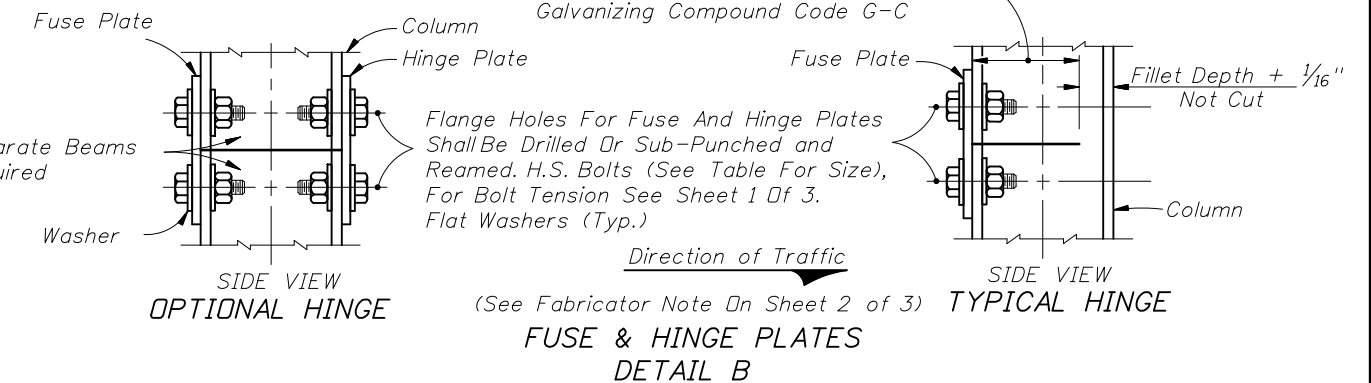 Galvanizing Compound Code G-C
Fuse Plate
Column
Hinge Plate
Fuse Plate
Fillet Depth + 1/16"
Not Cut
Flange Holes For Fuse And Hinge Plates
Shall Be Drilled Or Sub-Punched and
Reamed. H.S. Bolts (See Table For Size),
For Bolt Tension See Sheet 1 Of 3.
Flat Washers (Typ.)
Beams
Washer
Column
Direction of Traffic
SIDE VIEW
OPTIONAL HINGE
(See Fabricator Note On Sheet 2 of 3)
SIDE VIEW
TYPICAL HINGE
FUSE & HINGE PLATES
DETAIL B